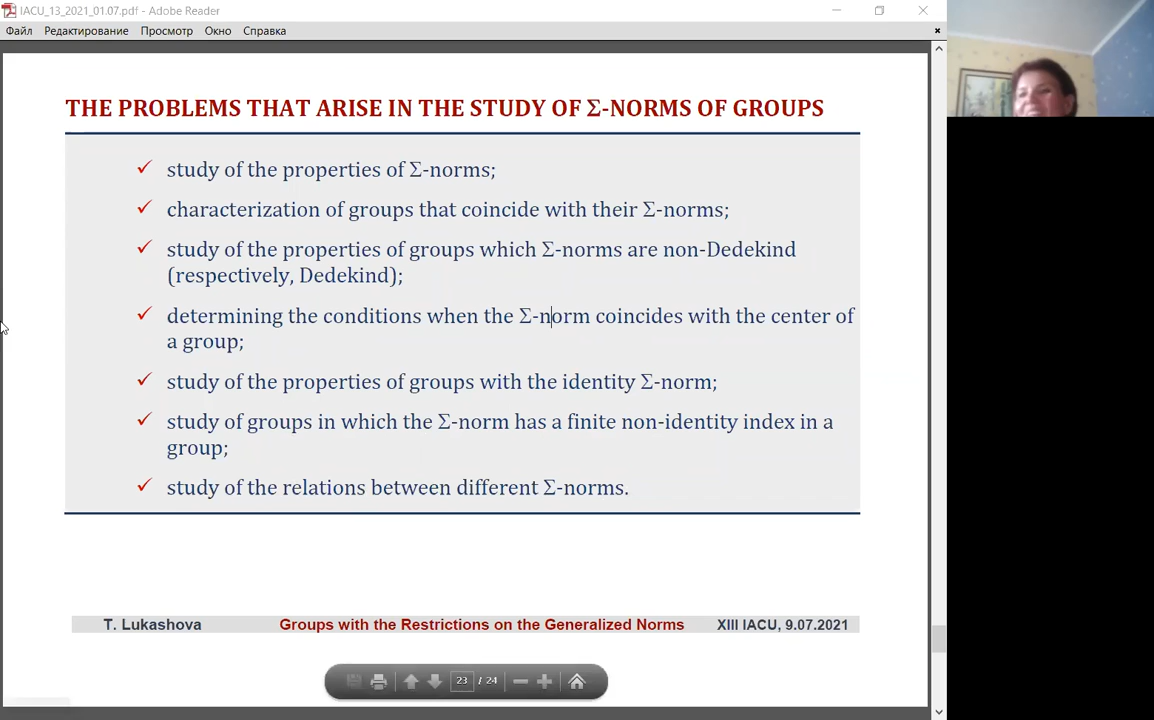 IACU_13_2021_01.07.pdf - Adobe Reader
Файл Редактирование Просмотр Окно Справка
THE PROBLEMS THAT ARISE IN THE STUDY OF Σ-NORMS OF GROUPS
study of the properties of Σ-norms;
characterization of groups that coincide with their Σ-norms;
study of the properties of groups which Σ-norms are non-Dedekind
(respectively, Dedekind);
determining the conditions when the Σ-norm coincides with the center of
a group;
study of the properties of groups with the identity Σ-norm;
study of groups in which the Σ-norm has a finite non-identity index in a
group;
study of the relations between different Σ-norms.
T. Lukashova Groups with the Restrictions on the Generalized Norms XIII IACU, 9.07.2021
23 / 24